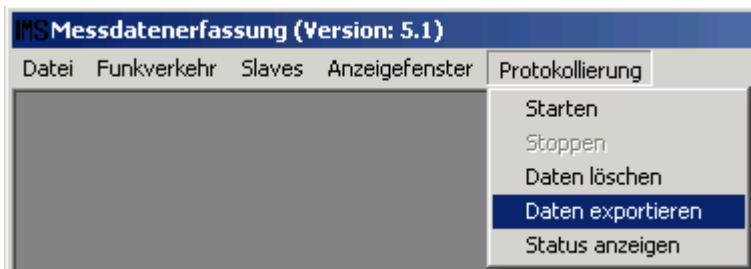 IMS Messdatenerfassung (Version: 5.1)
Datei Funkverkehr Slaves Anzeigefenster Protokollierung
Starten
Stoppen
Daten löschen
Daten exportieren
Status anzeigen